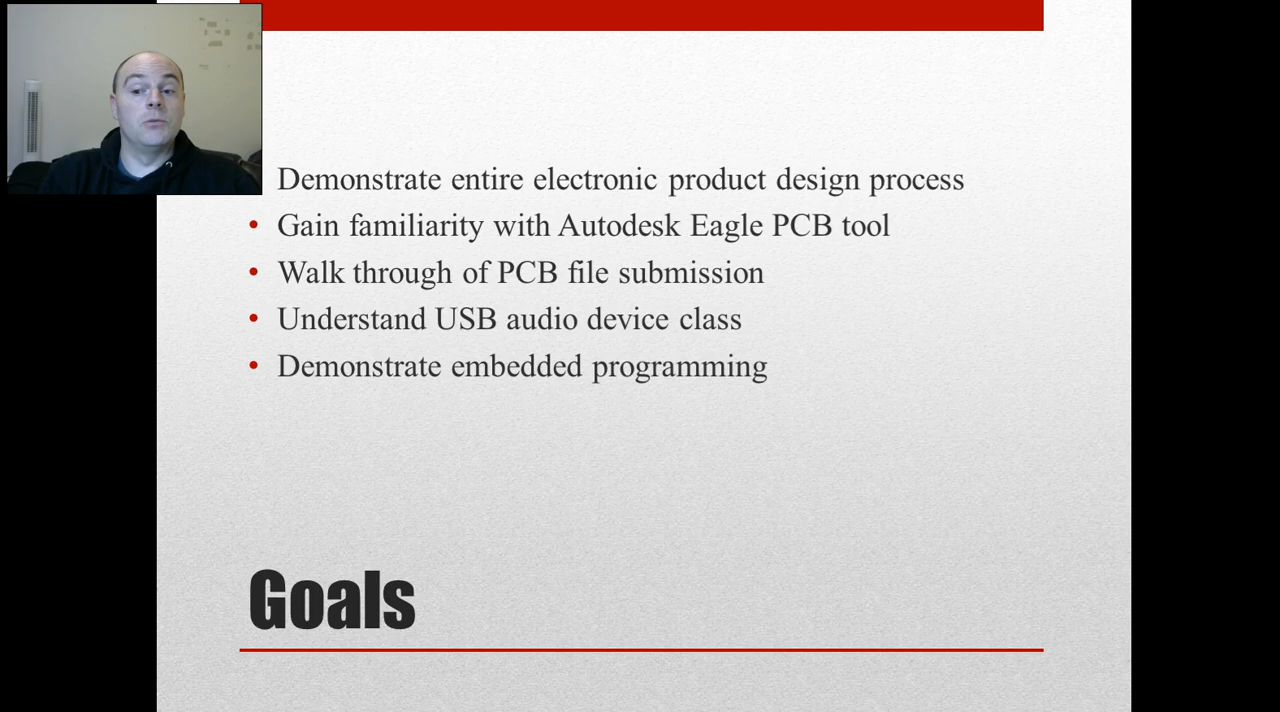 Demonstrate entire electronic product design process
• Gain familiarity with Autodesk Eagle PCB tool
• Walk through of PCB file submission
• Understand USB audio device class
• Demonstrate embedded programming
Goals